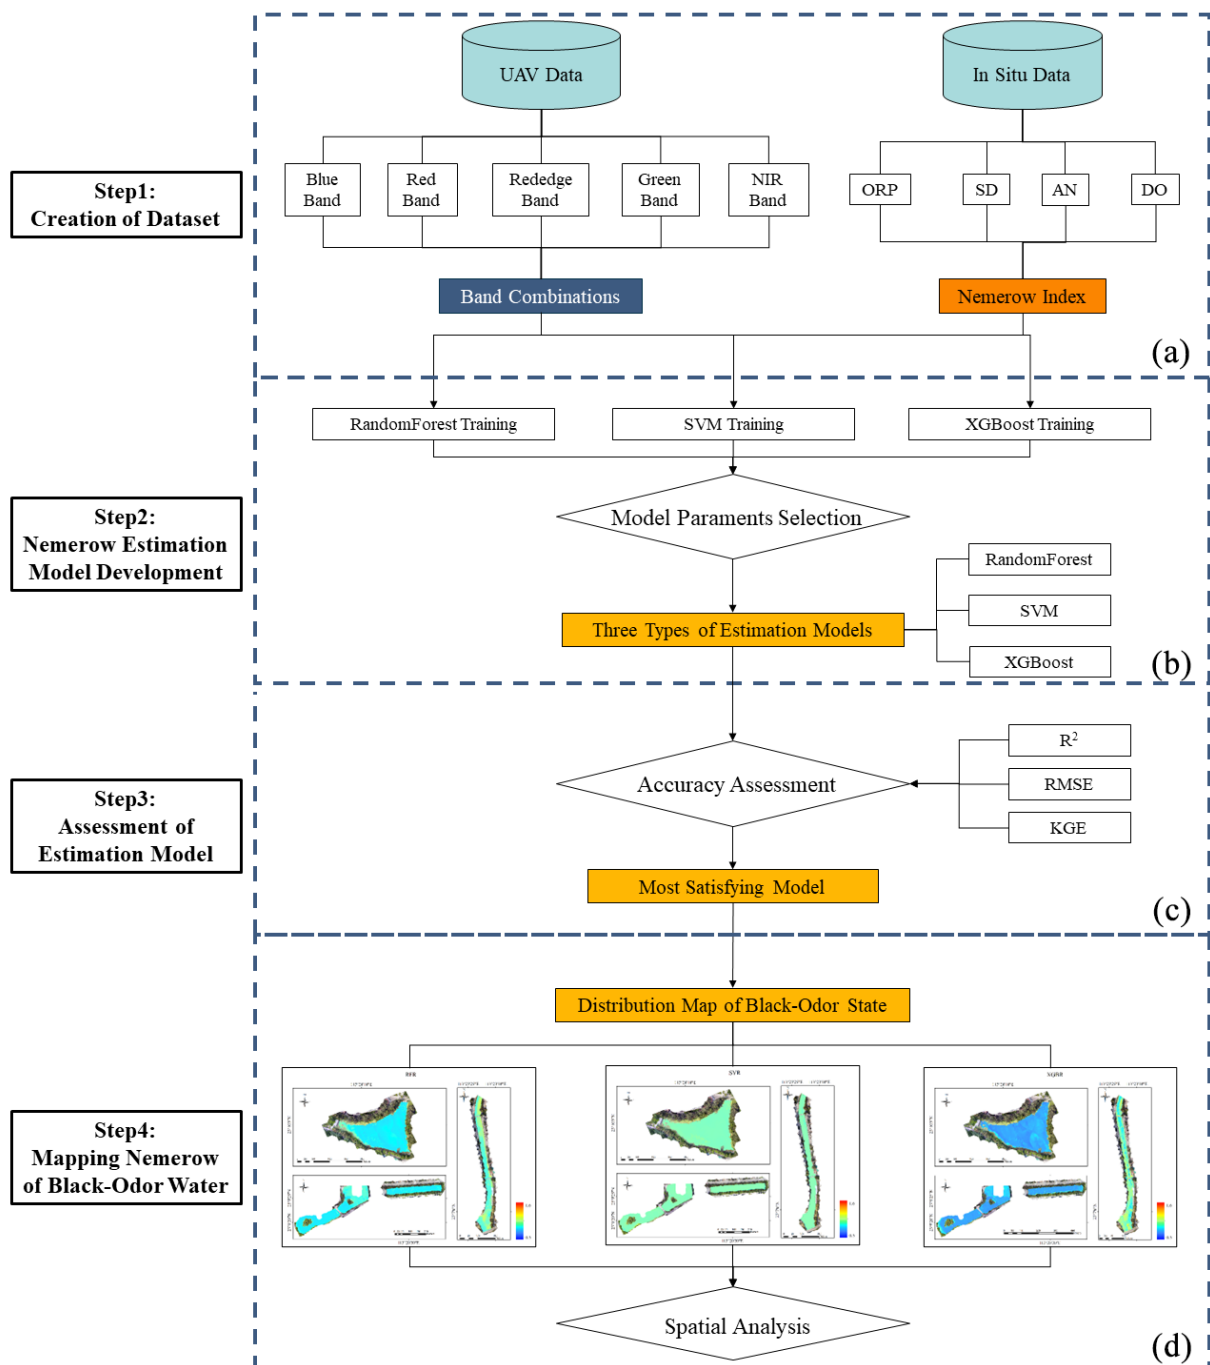 UAV Data
In Situ Data
Blue
Band
Red
Band
Rededge
Band
Green
Band
NIR
Band
ORP
SD
AN
DO
Step1:
Creation of Dataset
Band Combinations
Nemerow Index
(a)
RandomForest Training
SVM Training
XGBoost Training
Step2:
Nemerow Estimation
Model Development
Model Paraments Selection
Three Types of Estimation Models
RandomForest
SVM
XGBoost
(b)
Step3:
Assessment of
Estimation Model
Accuracy Assessment
R²
RMSE
KGE
Most Satisfying Model
(c)
Distribution Map of Black-Odor State
Step4:
Mapping Nemerow
of Black-Odor Water
SVR
Spatial Analysis
(d)